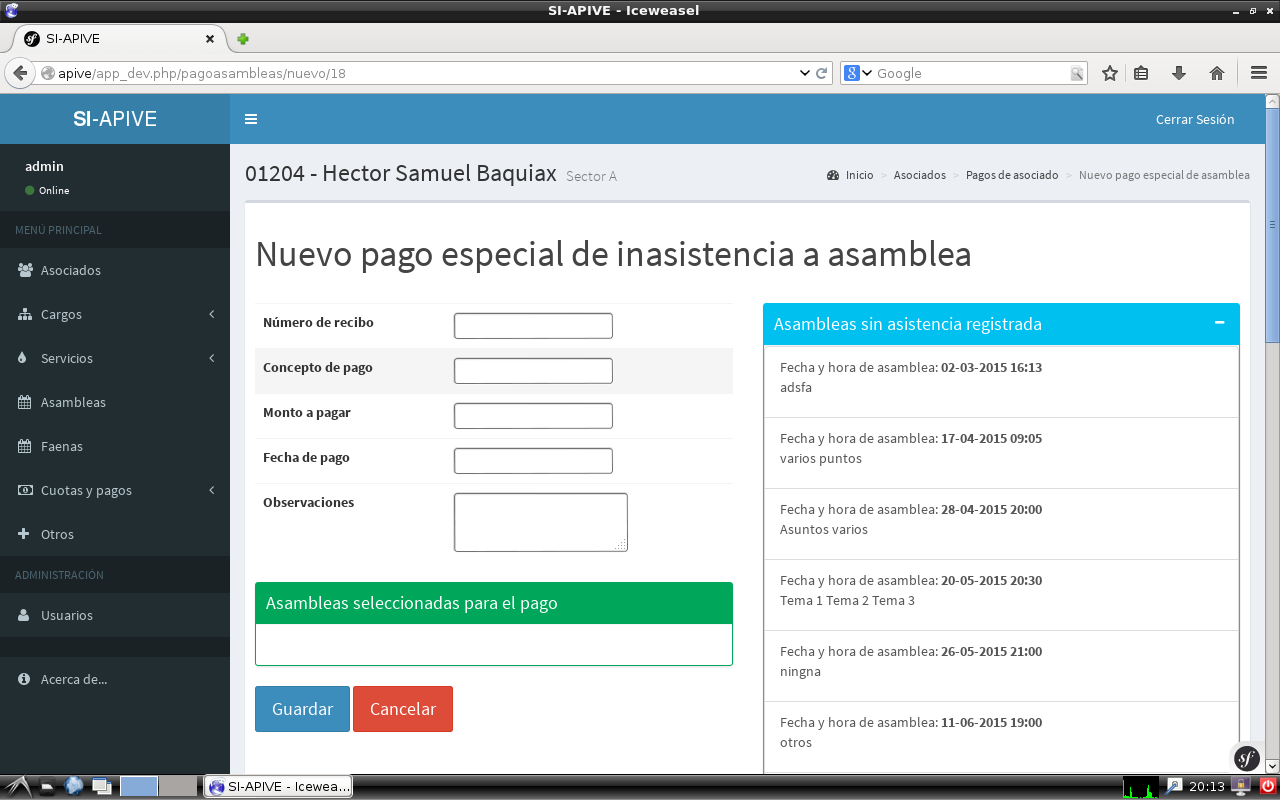 SI-APIVE - Iceweasel
SI-APIVE
apive/app_dev.php/pagoasambleas/nuevo/18
Google
SI-APIVE
Cerrar Sesión
admin
Online
MENÚ PRINCIPAL
Asociados
Cargos
Servicios
Asambleas
Faenas
Cuotas y pagos
Otros
ADMINISTRACIÓN
Usuarios
Acerca de...
01204 - Hector Samuel Baquiax Sector A
Inicio > Asociados > Pagos de asociado > Nuevo pago especial de asamblea
Nuevo pago especial de inasistencia a asamblea
Número de recibo
Concepto de pago
Monto a pagar
Fecha de pago
Observaciones
Asambleas seleccionadas para el pago
Guardar Cancelar
Asambleas sin asistencia registrada
Fecha y hora de asamblea: 02-03-2015 16:13
adsfa
Fecha y hora de asamblea: 17-04-2015 09:05
varios puntos
Fecha y hora de asamblea: 28-04-2015 20:00
Asuntos varios
Fecha y hora de asamblea: 20-05-2015 20:30
Tema 1 Tema 2 Tema 3
Fecha y hora de asamblea: 26-05-2015 21:00
ningna
Fecha y hora de asamblea: 11-06-2015 19:00
otros
SI-APIVE - Icewea...
20:13